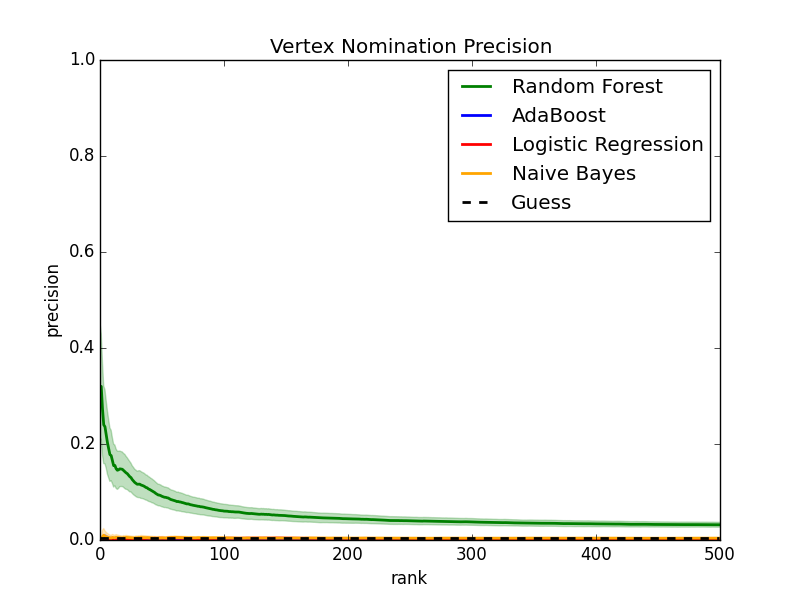 Vertex Nomination Precision
1.0
0.8
0.6
0.4
0.2
0.0
precision
Random Forest
AdaBoost
Logistic Regression
Naive Bayes
Guess
0 100 200 300 400 500
rank